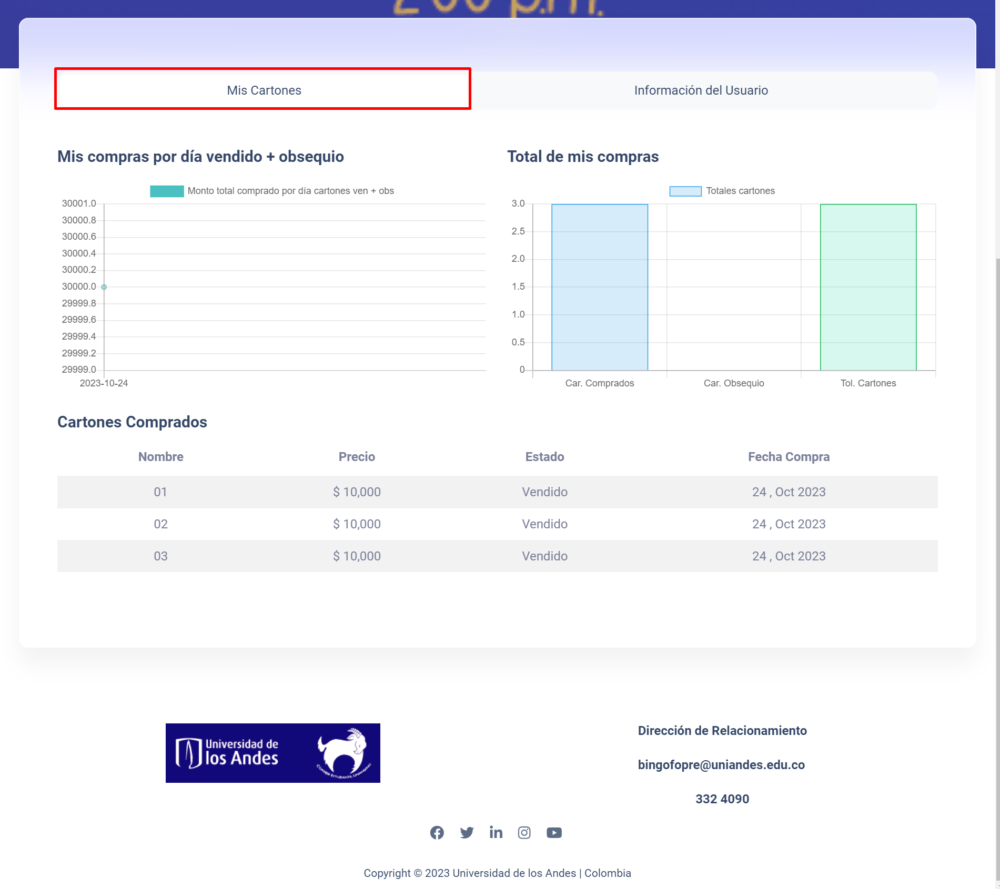 2 00 p.m.
Mis Cartones
Información del Usuario
Mis compras por día vendido + obsequio
Total de mis compras
Monto total comprado por día cartones ven + obs
30001.0
30000.8
30000.6
30000.4
30000.2
30000.0
29999.8
29999.6
29999.4
29999.2
29999.0
2023-10-24
Totales cartones
3.0
2.5
2.0
1.5
1.0
0.5
0
Car. Comprados
Car. Obsequio
Tol. Cartones
Cartones Comprados
Nombre Precio Estado Fecha Compra
01 $ 10,000 Vendido 24 , Oct 2023
02 $ 10,000 Vendido 24 , Oct 2023
03 $ 10,000 Vendido 24 , Oct 2023
Universidad de
los Andes
CONSEJO ESTUDIANTIL UNIANDINO
Dirección de Relacionamiento
bingofopre@uniandes.edu.co
332 4090
Copyright © 2023 Universidad de los Andes | Colombia